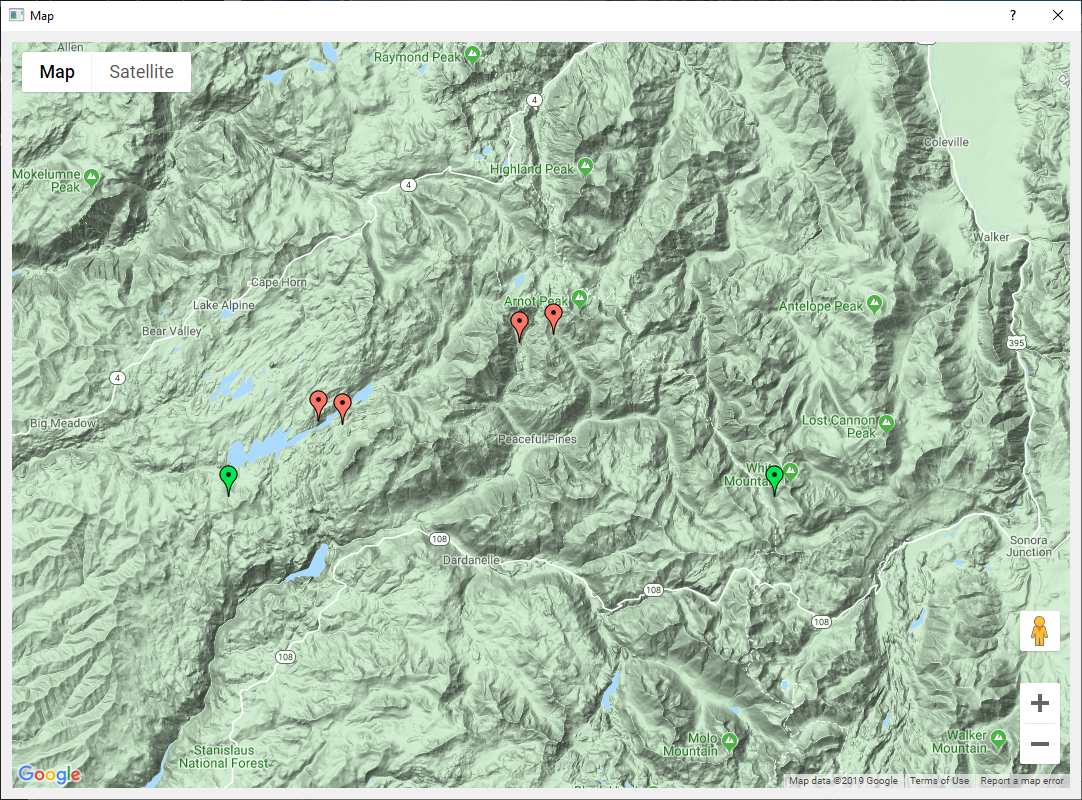 Map
?
Allen
Raymond Peak
Map
Satellite
4
Coleville
Highland Peak
Mokelumne
Peak
4
Walker
Cape Horn
Arnot Peak
Antelope Peak
Lake Alpine
Bear Valley
395
4
Big Meadow
Lost Cannon
Peak
Peaceful Pines
108
Sonora
Junction
Dardanelle
108
108
108
Molo
Mountain
Walker
Mountain
Stanislaus
National Forest
Google
Map data ©2019 Google
Terms of Use
Report a map error